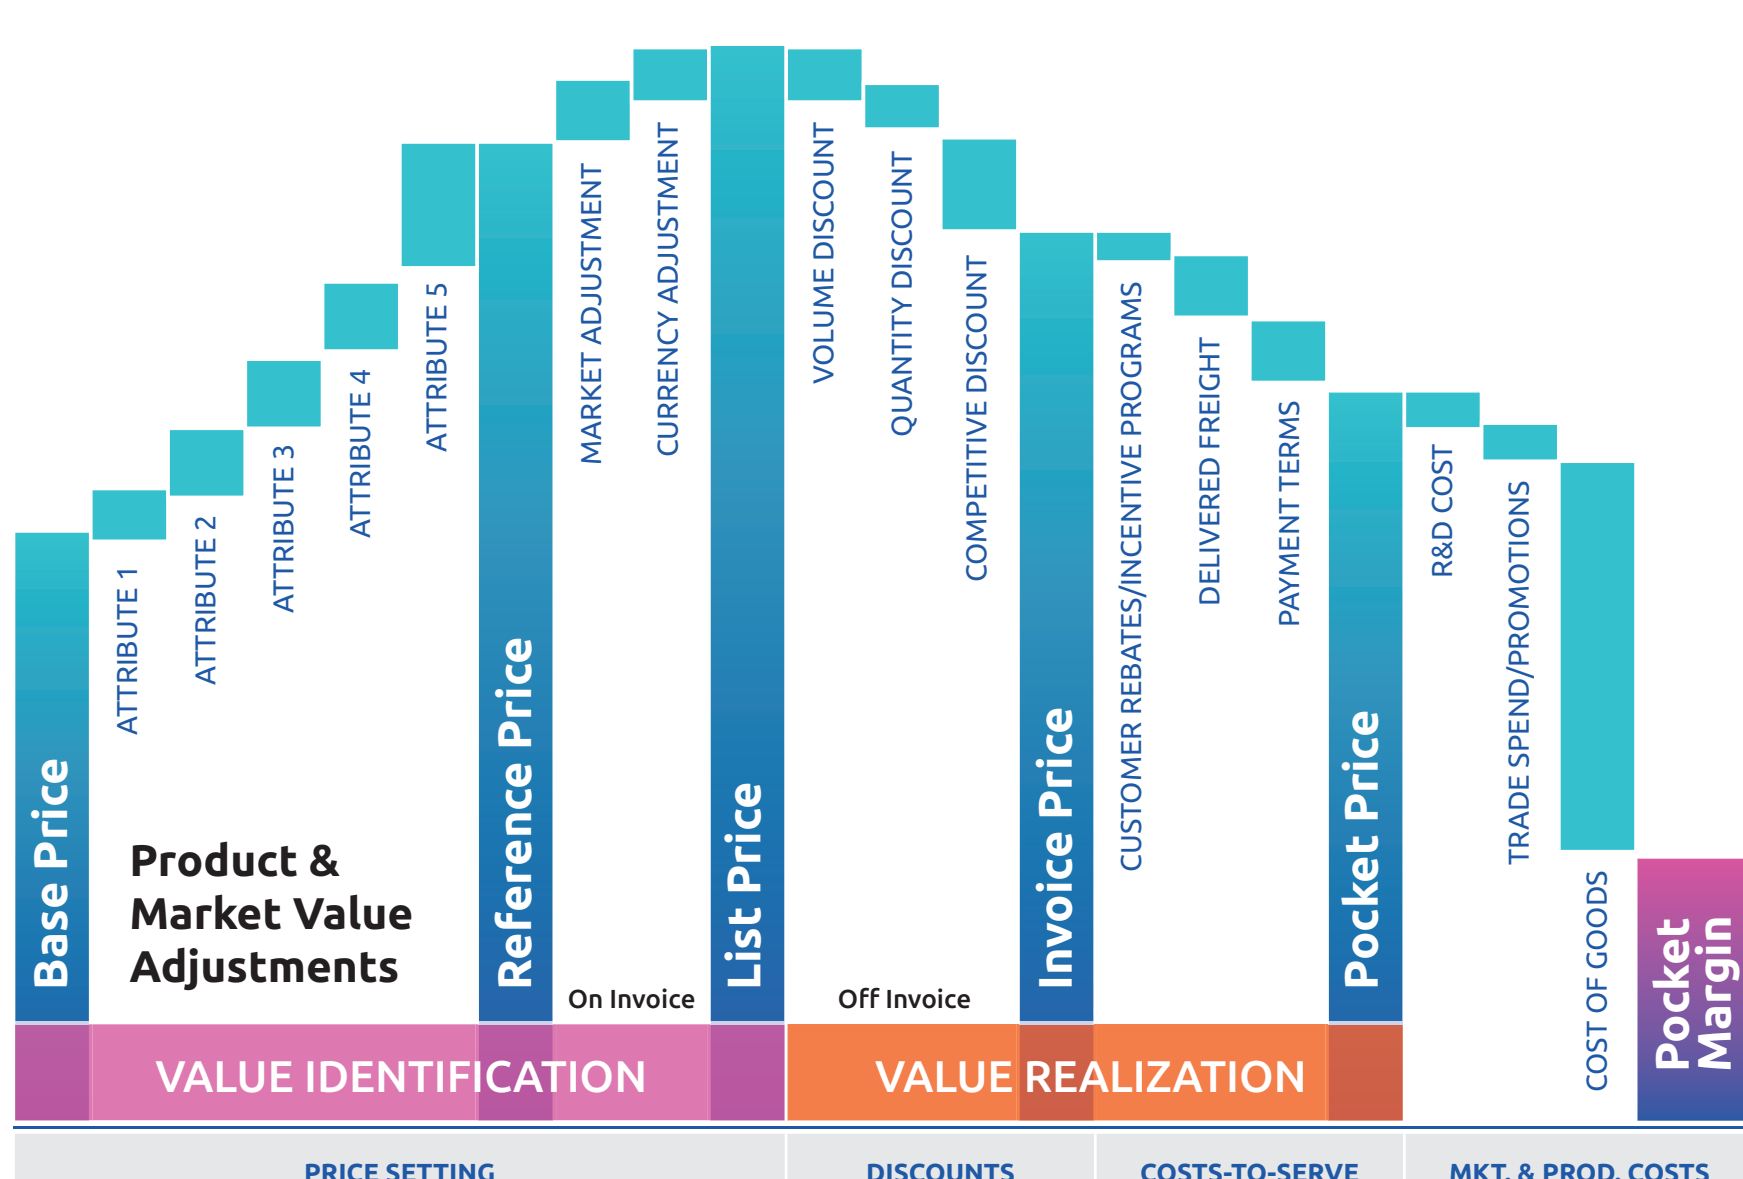 Base Price
ATTRIBUTE 1
ATTRIBUTE 2
ATTRIBUTE 3
ATTRIBUTE 4
ATTRIBUTE 5
Product &
Market Value
Adjustments
Reference Price
MARKET ADJUSTMENT
CURRENCY ADJUSTMENT
On Invoice
List Price
VOLUME DISCOUNT
QUANTITY DISCOUNT
COMPETITIVE DISCOUNT
Off Invoice
Invoice Price
CUSTOMER REBATES/INCENTIVE PROGRAMS
DELIVERED FREIGHT
PAYMENT TERMS
Pocket Price
R&D COST
TRADE SPEND/PROMOTIONS
COST OF GOODS
Pocket
Margin
VALUE IDENTIFICATION
VALUE REALIZATION
PRICE SETTING
DISCOUNTS
COSTS-TO-SERVE
MKT. & PROD. COSTS